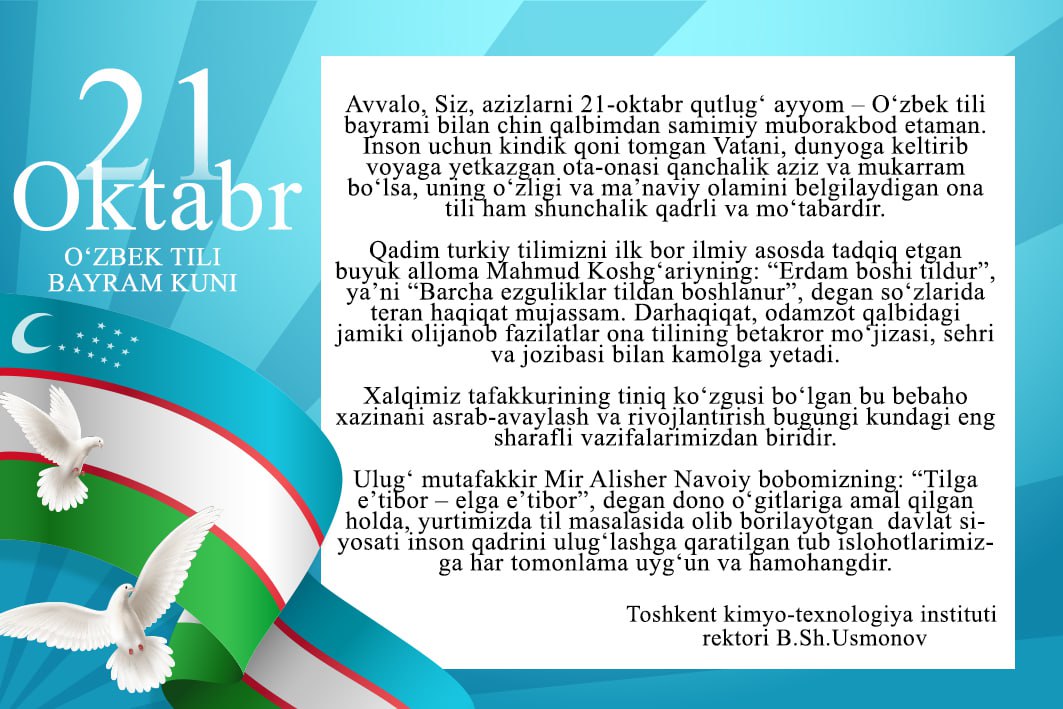 21
Oktabr
O‘ZBEK TILI
BAYRAM KUNI
Avvalo, Siz, azizlarni 21-oktabr qutlug‘ ayyom – O‘zbek tili
bayrami bilan chin qalbimdan samimiy muborakbod etaman.
Inson uchun kindik qoni tomgan Vatani, dunyoga keltirib
voyaga yetkazgan ota-onasi qanchalik aziz va mukarram
bo‘lsa, uning o‘zligi va ma’naviy olamini belgilaydigan ona
tili ham shunchalik qadrli va mo‘tabardir.
Qadim turkiy tilimizni ilk bor ilmiy asosda tadqiq etgan
buyuk alloma Mahmud Koshg‘ariyning: “Erdam boshi tildur”,
ya’ni “Barcha ezguliklar tildan boshlanur”, degan so‘zlarida
teran haqiqat mujassam. Darhaqiqat, odamzot qalbidagi
jamiki olijanob fazilatlar ona tilining betakror mo‘jizasi, sehri
va jozibasi bilan kamolga yetadi.
Xalqimiz tafakkurining tiniq ko‘zgusi bo‘lgan bu bebaho
xazinani asrab-avaylash va rivojlantirish bugungi kundagi eng
sharafli vazifalarimizdan biridir.
Ulug‘ mutafakkir Mir Alisher Navoiy bobomizning: “Tilga
e’tibor – elga e’tibor”, degan dono o‘gitlariga amal qilgan
holda, yurtimizda til masalasida olib borilayotgan  davlat si-
yosati inson qadrini ulug‘lashga qaratilgan tub islohotlarimiz-
ga har tomonlama uyg‘un va hamohangdir.
Toshkent kimyo-texnologiya instituti
rektori B.Sh.Usmonov